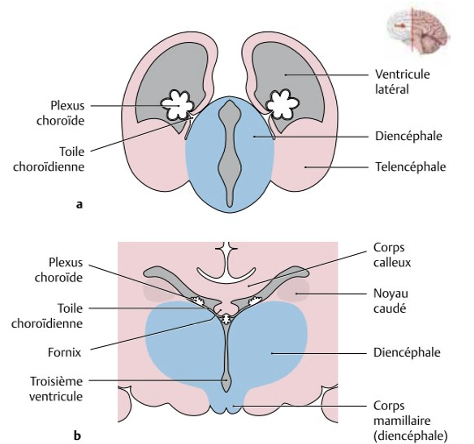 Plexus
choroïde
Toile
choroïdienne
a
Ventricule
latéral
Diencéphale
Telencéphale
Plexus
choroïde
Toile
choroïdienne
Fornix
Troisième
ventricule
b
Corps
calleux
Noyau
caudé
Diencéphale
Corps
mamillaire
(diencéphale)